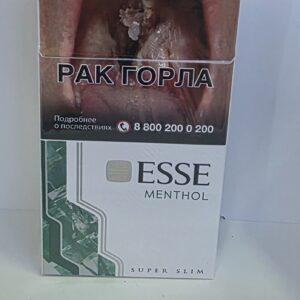 РАК ГОРЛА
Подробнее
о последствиях
8 800 200 0 200
ESSE
MENTHOL
SUPER SLIM